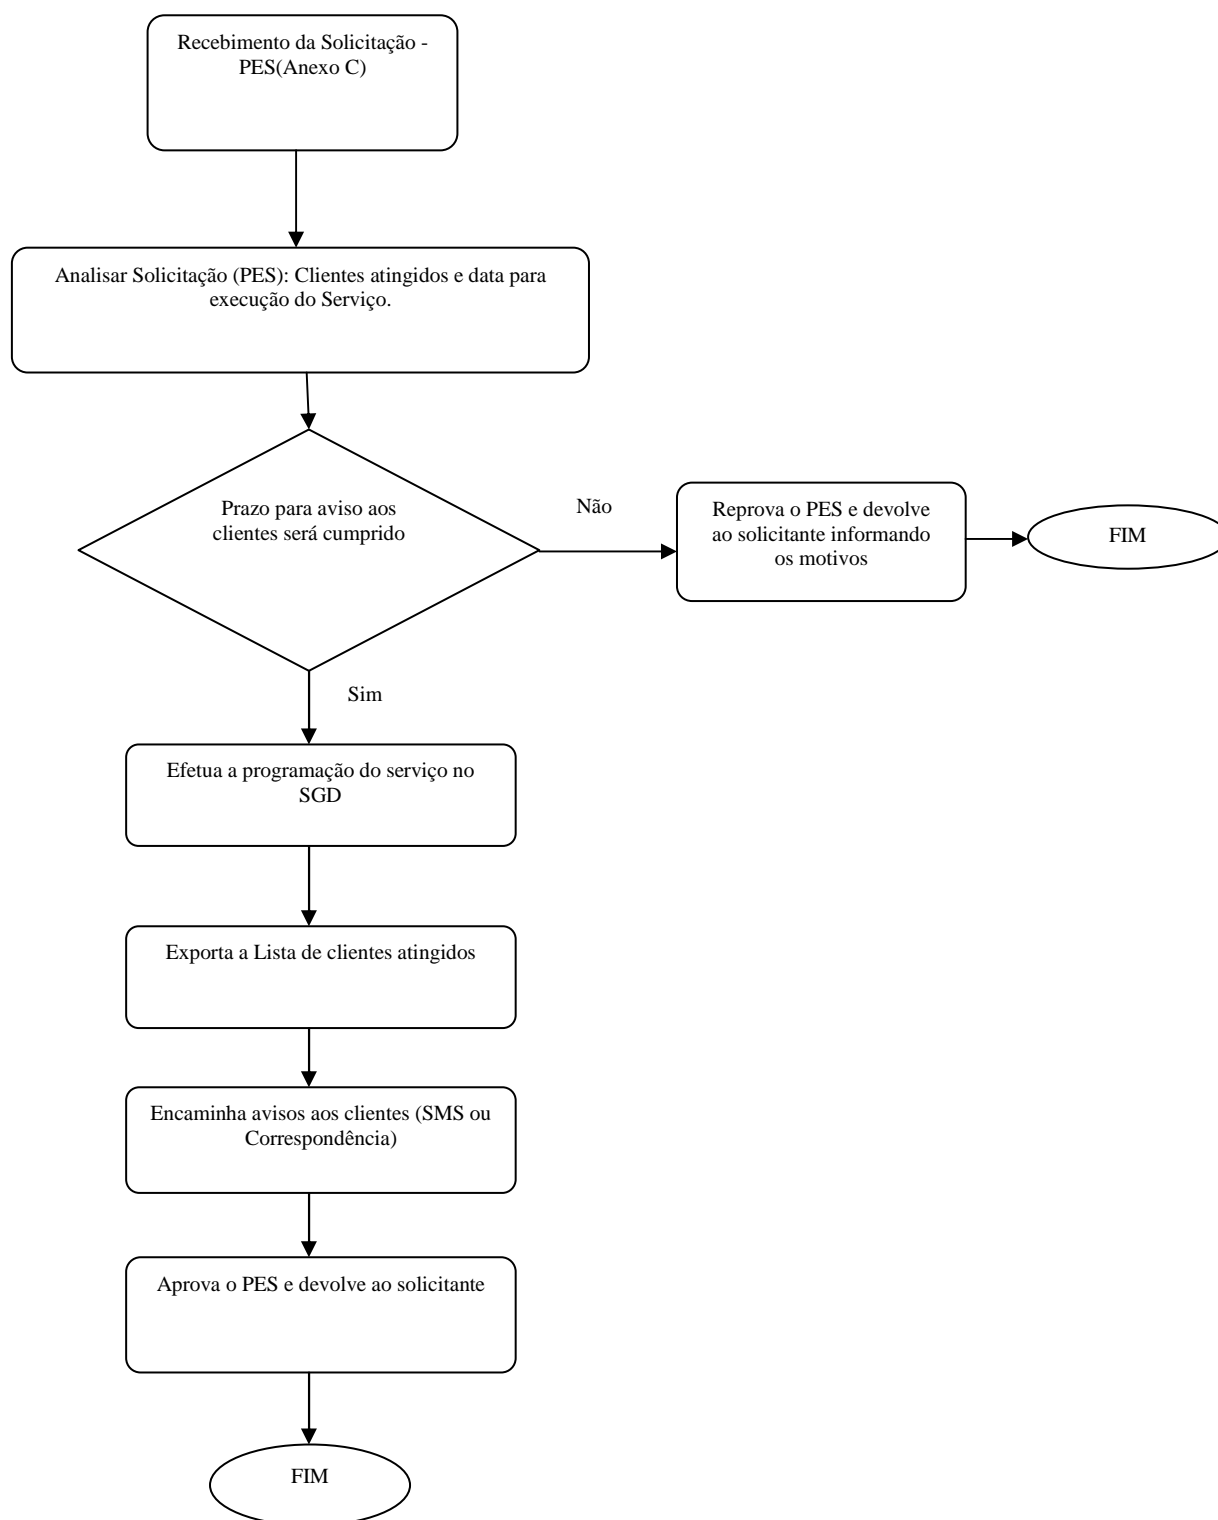 Recebimento da Solicitação -
PES(Anexo C)
Analisar Solicitação (PES): Clientes atingidos e data para
execução do Serviço.
Prazo para aviso aos
clientes será cumprido
Não
Reprova o PES e devolve
ao solicitante informando
os motivos
FIM
Sim
Efetua a programação do serviço no
SGD
Exporta a Lista de clientes atingidos
Encaminha avisos aos clientes (SMS ou
Correspondência)
Aprova o PES e devolve ao solicitante
FIM